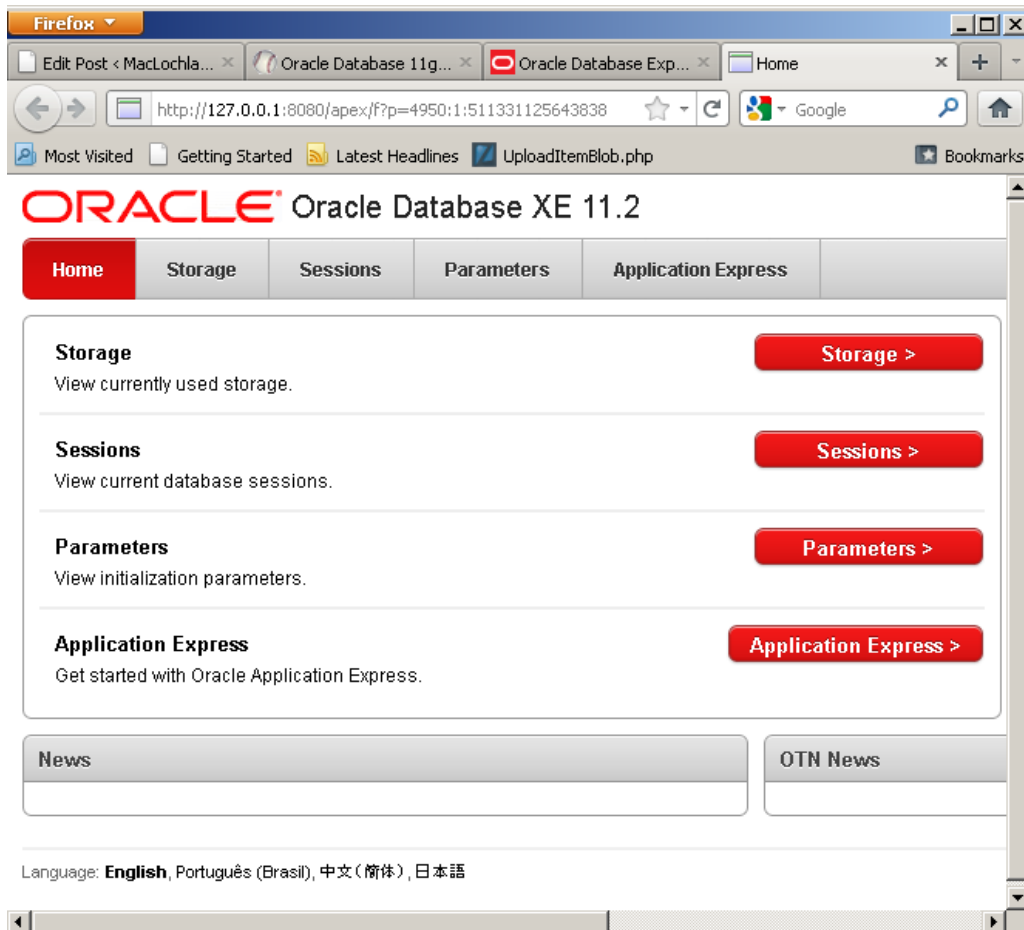 Firefox
Edit Post ‹ MacLochla...
Oracle Database 11g...
Oracle Database Exp...
Home
http://127.0.0.1:8080/apex/f?p=4950:1:511331125643838
Google
Most Visited
Getting Started
Latest Headlines
UploadItemBlob.php
Bookmarks
ORACLE Oracle Database XE 11.2
Home
Storage
Sessions
Parameters
Application Express
Storage
Storage >
View currently used storage.
Sessions
Sessions >
View current database sessions.
Parameters
Parameters >
View initialization parameters.
Application Express
Application Express >
Get started with Oracle Application Express.
News
OTN News
Language: English, Português (Brasil), 中文(简体), 日本語